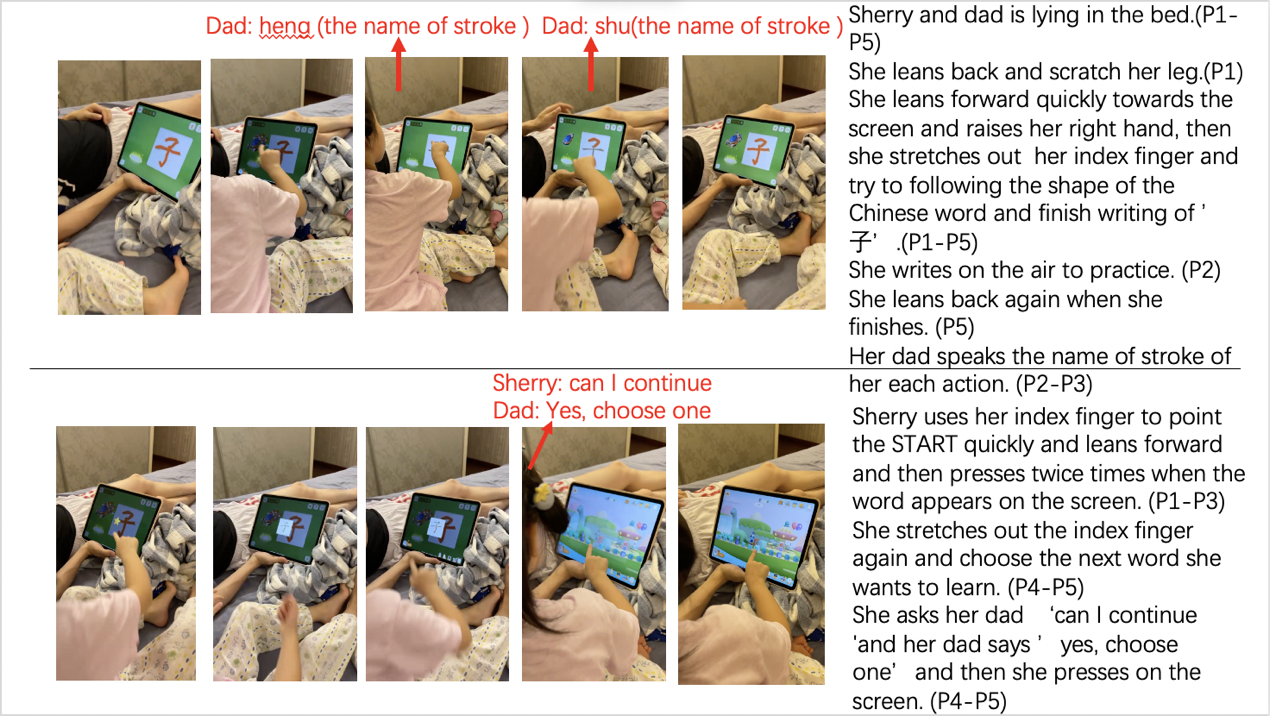 Dad: heng (the name of stroke )
Dad: shu(the name of stroke )
子
子
子
子
子
Sherry and dad is lying in the bed.(P1-
P5)
She leans back and scratch her leg.(P1)
She leans forward quickly towards the
screen and raises her right hand, then
she stretches out her index finger and
try to following the shape of the
Chinese word and finish writing of ’
子’ .(P1-P5)
She writes on the air to practice. (P2)
She leans back again when she
finishes. (P5)
Her dad speaks the name of stroke of
her each action. (P2-P3)
Sherry: can I continue
Dad: Yes, choose one
子
子
子
Sherry uses her index finger to point
the START quickly and leans forward
and then presses twice times when the
word appears on the screen. (P1-P3)
She stretches out the index finger
again and choose the next word she
wants to learn. (P4-P5)
She asks her dad ‘can I continue
'and her dad says ’ yes, choose
one’ and then she presses on the
screen. (P4-P5)